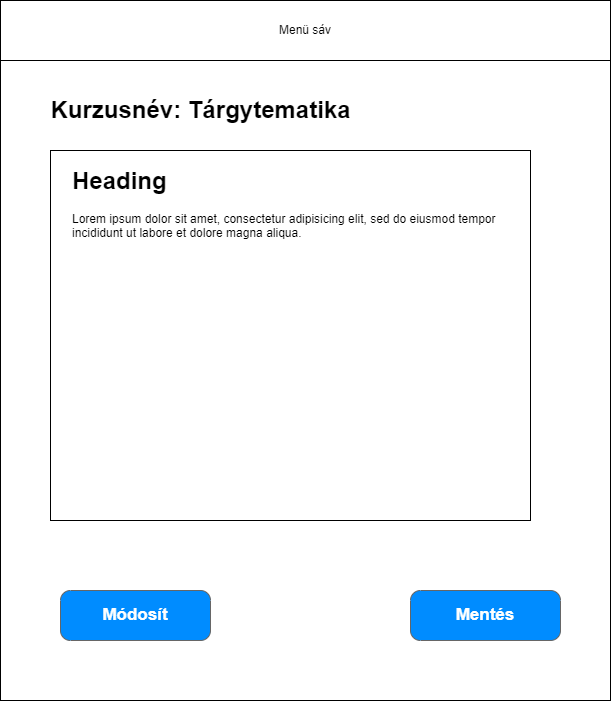 Menü sáv
Kurzusnév: Tárgytematika
Heading
Lorem ipsum dolor sit amet, consectetur adipisicing elit, sed do eiusmod tempor
incididunt ut labore et dolore magna aliqua.
Módosít
Mentés